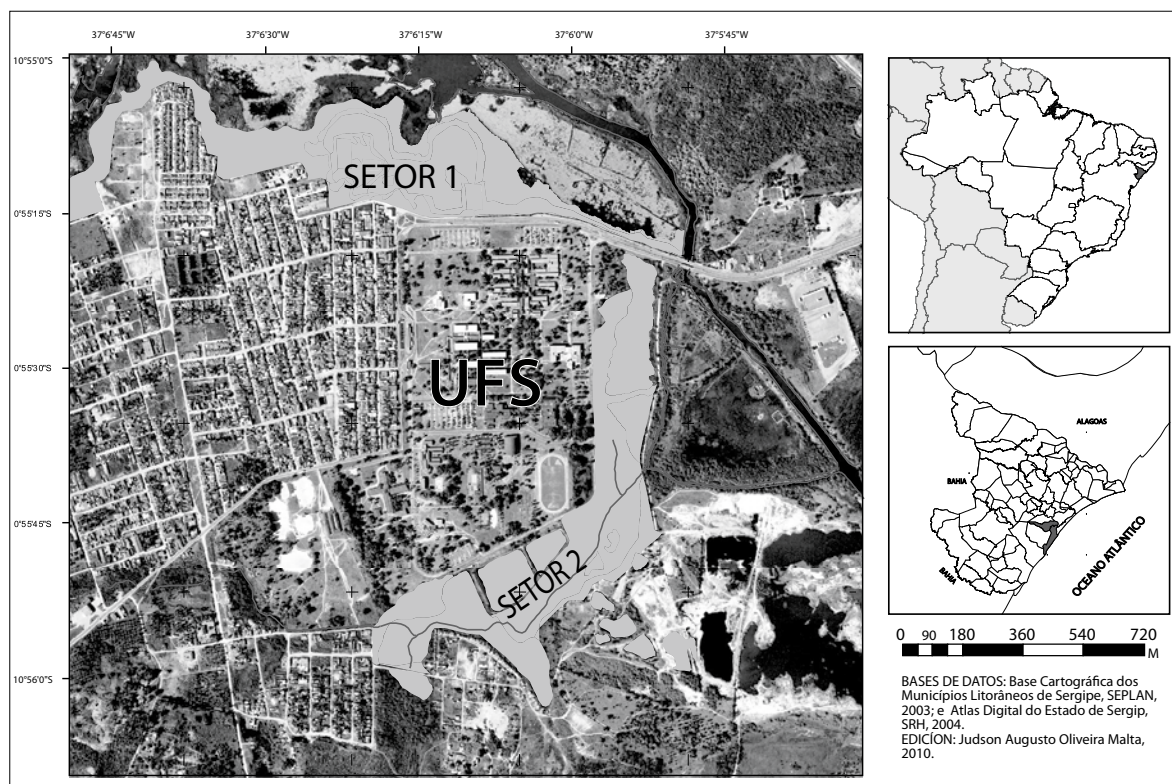 37°6'45"W 37°6'30"W 37°6'15"W 37°6'0"W 37°5'45"W
10°55'0"S
0°55'15"S
0°55'30"S
0°55'45"S
10°56'0"S
SETOR 1
UFS
SETOR 2
ALAGOAS
BAHIA
BAHIA
OCEANO ATLÂNTICO
0 90 180 360 540 720
M
BASES DE DATOS: Base Cartográfica dos
Municípios Litorâneos de Sergipe, SEPLAN,
2003; e Atlas Digital do Estado de Sergip,
SRH, 2004.
EDICÍON: Judson Augusto Oliveira Malta,
2010.